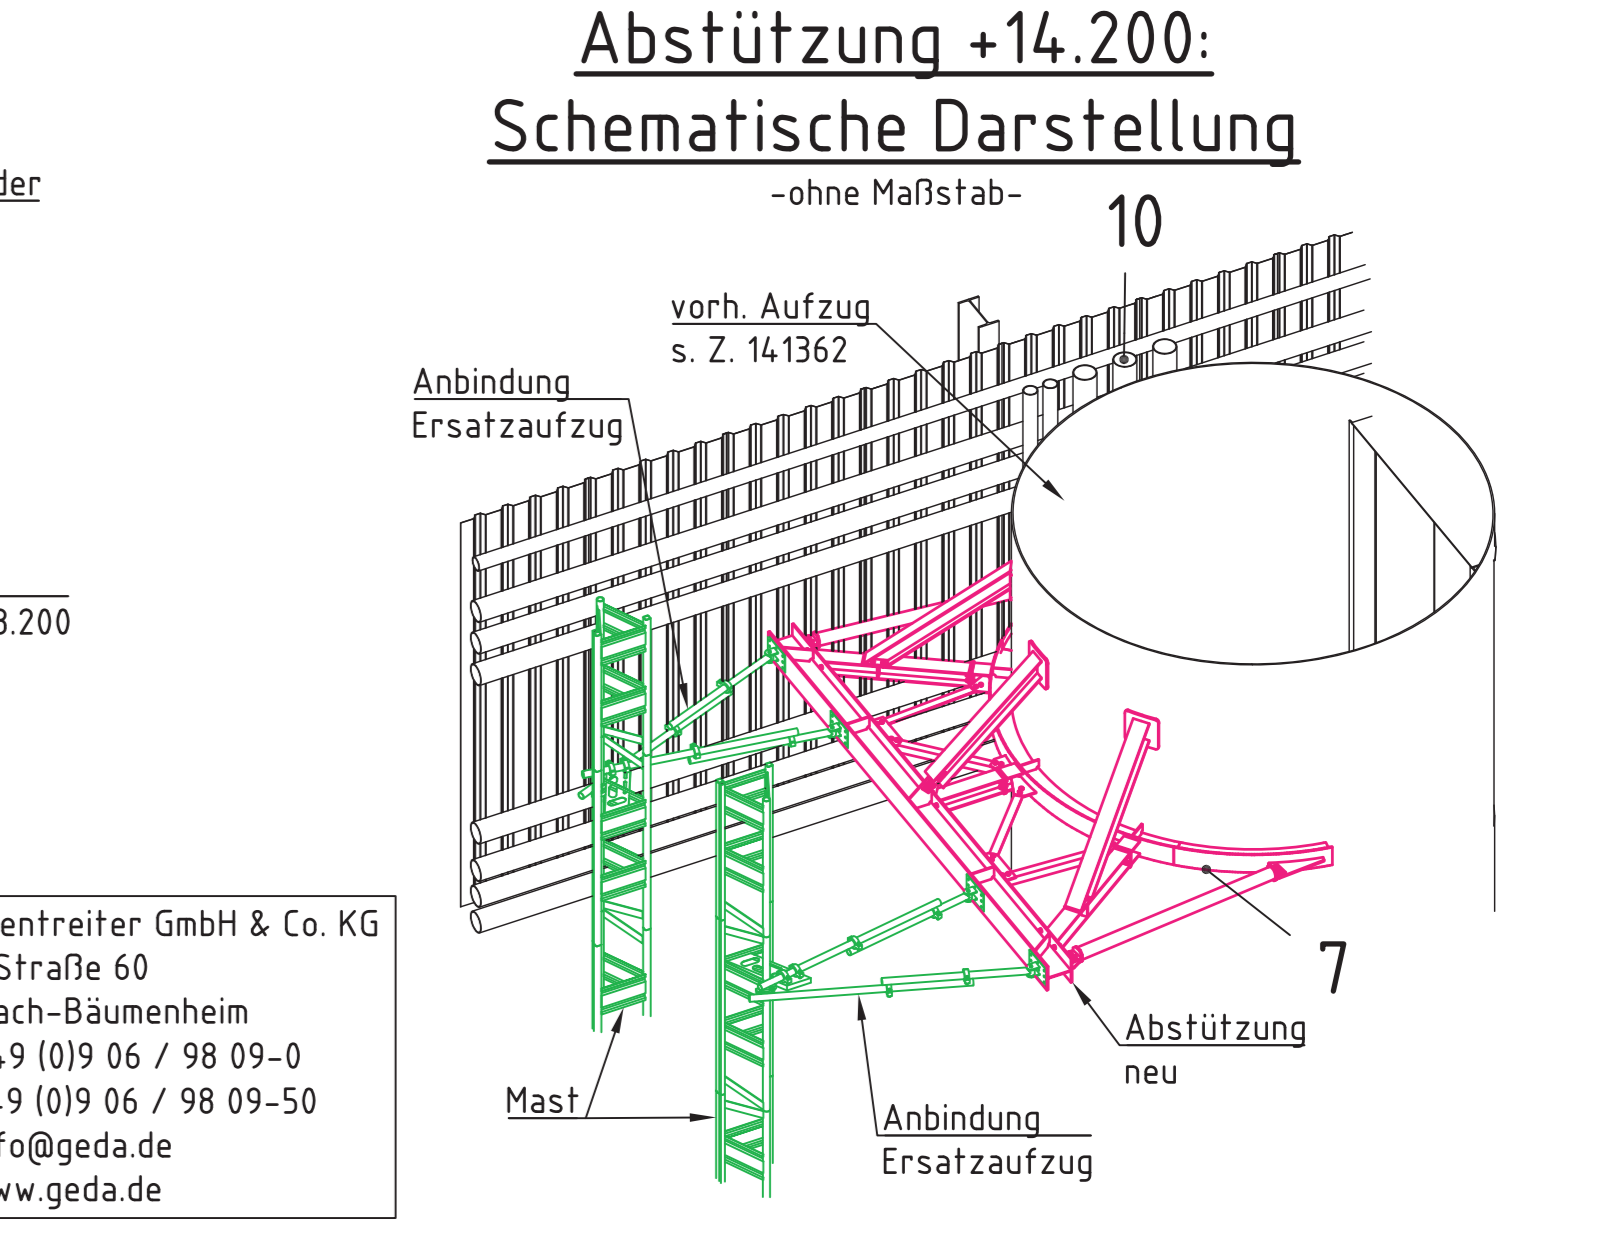 Abstützung +14.200:
Schematische Darstellung
-ohne Maßstab-
der
10
vorh. Aufzug
s. Z. 141362
Anbindung
Ersatzaufzug
3.200
7
Abstützung
neu
Mast
Anbindung
Ersatzaufzug
entreiter GmbH & Co. KG
Straße 60
ach-Bäumenheim
49 (0)9 06 / 98 09-0
49 (0)9 06 / 98 09-50
fo@geda.de
ww.geda.de